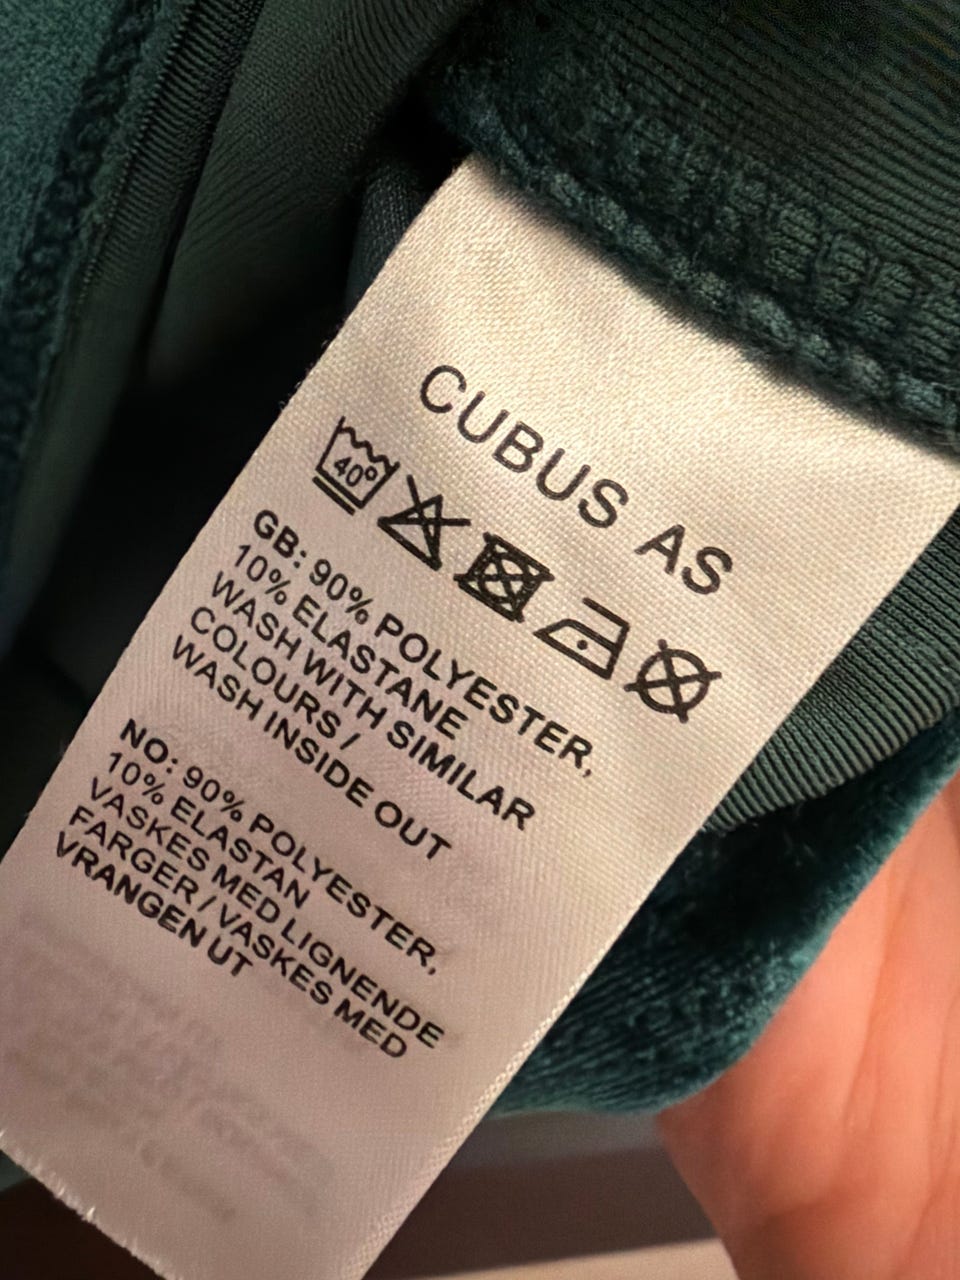 CUBUS AS
40°
GB: 90% POLYESTER,
10% ELASTANE
WASH WITH SIMILAR
COLOURS /
WASH INSIDE OUT
NO: 90% POLYESTER,
10% ELASTAN
VASKES MED LIGNENDE
FARGER / VASKES MED
VRANGEN UT